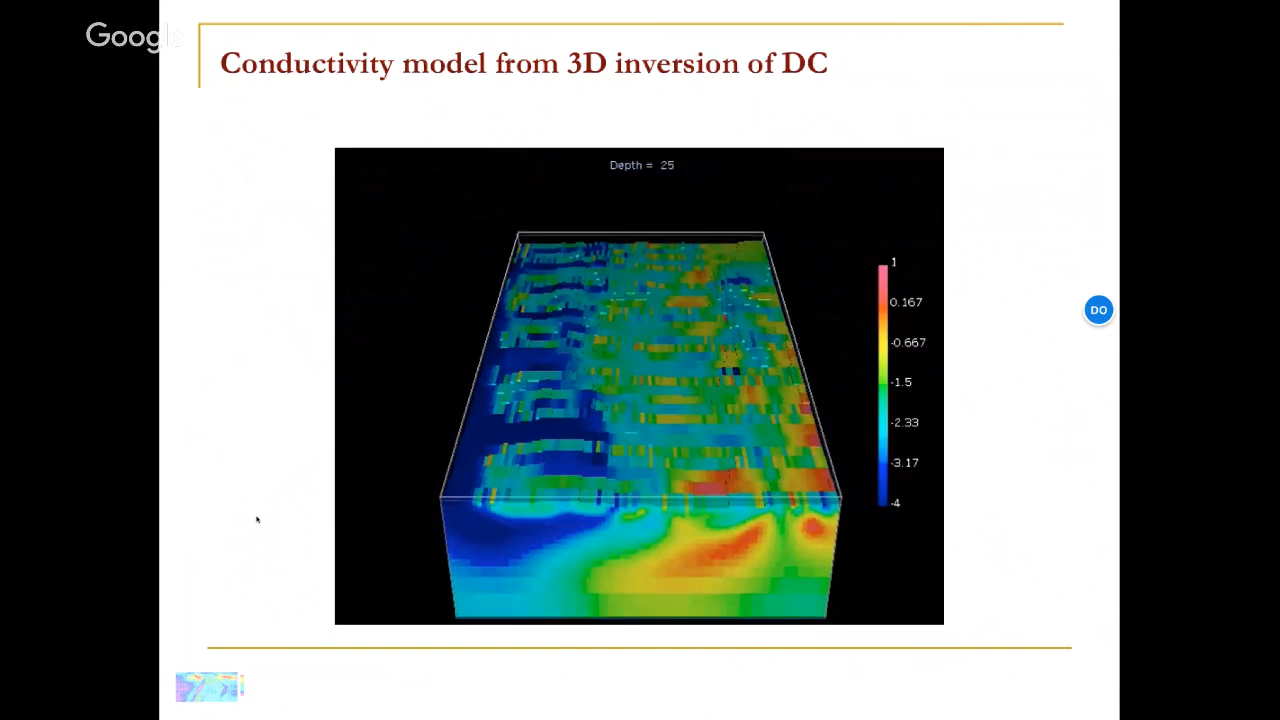 Google
Conductivity model from 3D inversion of DC
Depth = 25
1
0.167
-0.667
-1.5
-2.33
-3.17
-4
DO